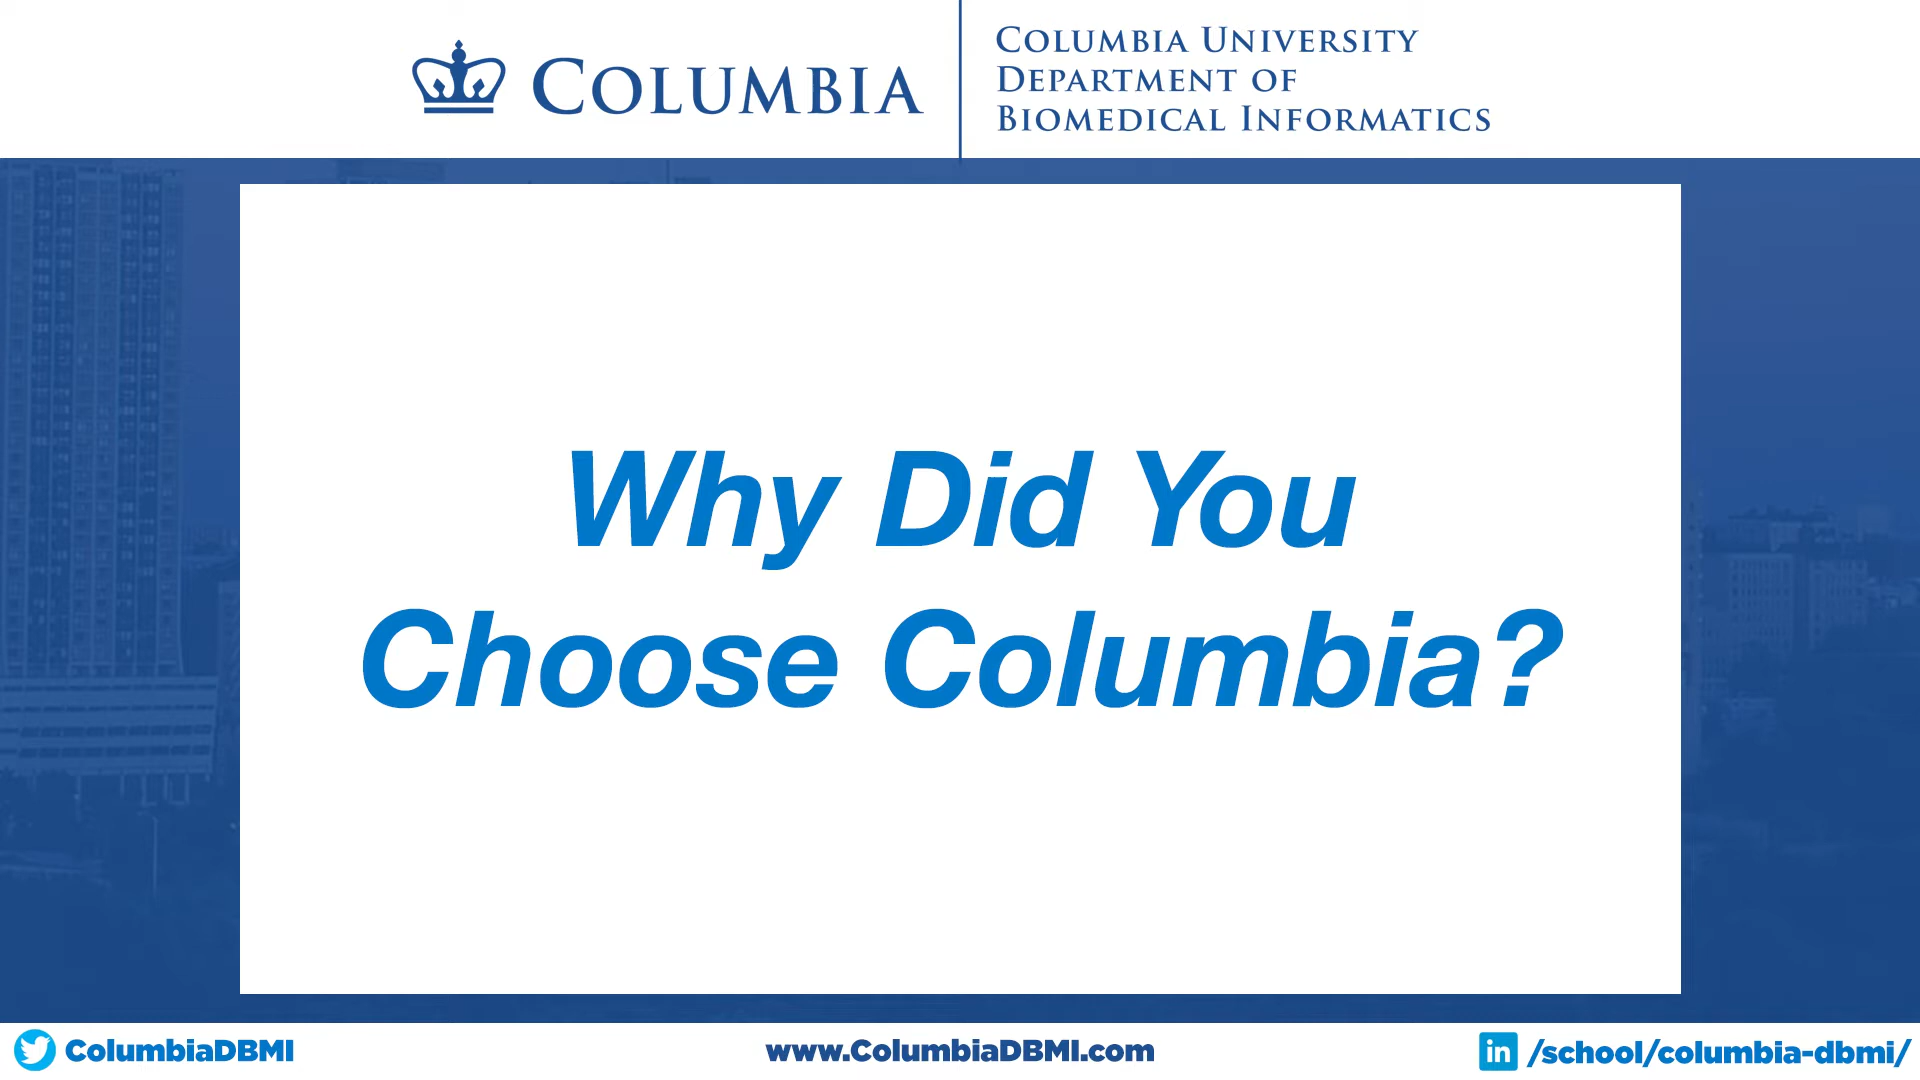 COLUMBIA
COLUMBIA UNIVERSITY
DEPARTMENT OF
BIOMEDICAL INFORMATICS
Why Did You
Choose Columbia?
ColumbiaDBMI
www.ColumbiaDBMI.com
in /school/columbia-dbmi/